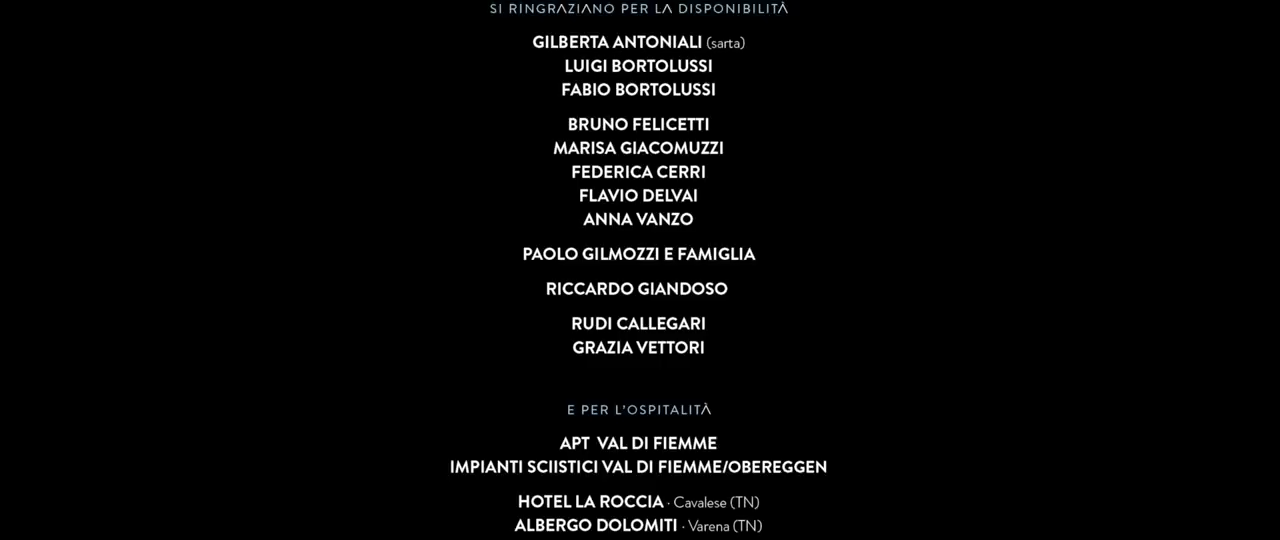 SI RINGRAZIANO PER LA DISPONIBILITÀ
GILBERTA ANTONIALI (sarta)
LUIGI BORTOLUSSI
FABIO BORTOLUSSI
BRUNO FELICETTI
MARISA GIACOMUZZI
FEDERICA CERRI
FLAVIO DELVAI
ANNA VANZO
PAOLO GILMOZZI E FAMIGLIA
RICCARDO GIANDOSO
RUDI CALLEGARI
GRAZIA VETTORI
E PER L'OSPITALITÀ
APT VAL DI FIEMME
IMPIANTI SCIISTICI VAL DI FIEMME/OBEREGGEN
HOTEL LA ROCCIA · Cavalese (TN)
ALBERGO DOLOMITI · Varena (TN)